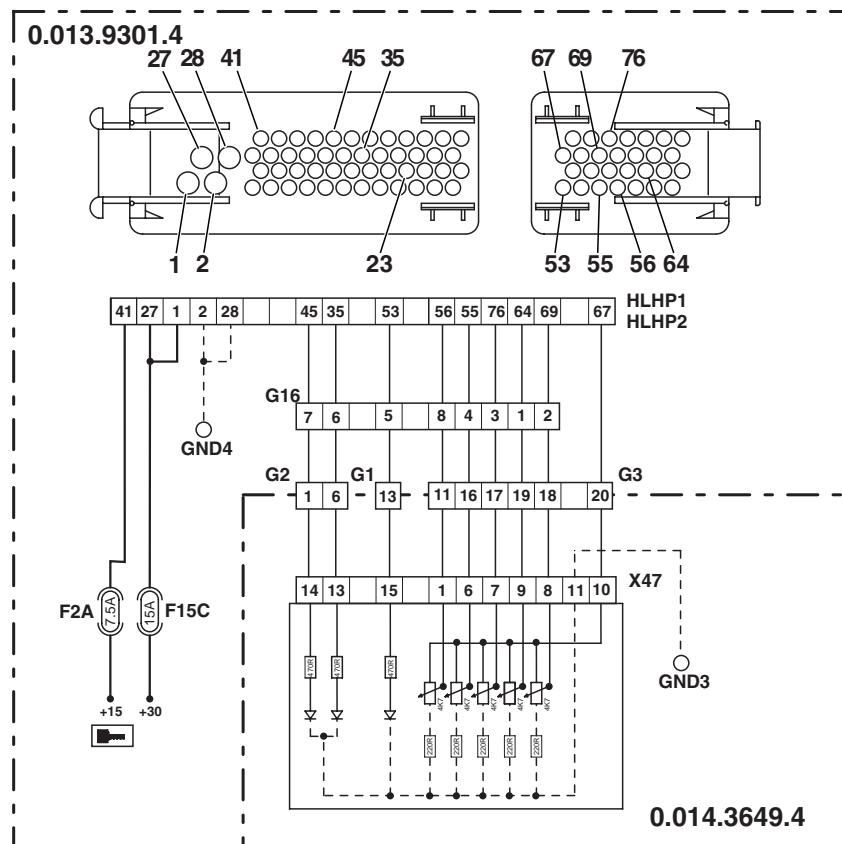 0.013.9301.4
27 28 41 45 35 67 69 76
1 2 23 53 55 56 64
41 27 1 2 28 45 35 53 56 55 76 64 69 67
HLHP1
HLHP2
G16
7 6 5 8 4 3 1 2
GND4
G2 G1 G3
1 6 13 11 16 17 19 18 20
14 13 15 1 6 7 9 8 11 10
X47
F2A 7.5A 15A F15C
470R 470R 470R
4K7 4K7 4K7 4K7 4K7
GND3
+15 +30
220R 220R 220R 220R 220R
0.014.3649.4